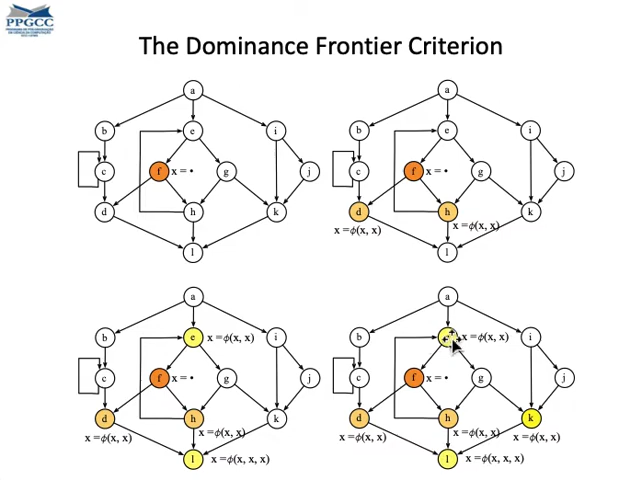 PPGCC
The Dominance Frontier Criterion
a
b
e
i
c
f
x = •
g
j
d
h
k
l
a
b
e
i
c
f
x = •
g
j
d
h
k
x =ϕ(x, x)
x =ϕ(x, x)
l
a
b
e
x =ϕ(x, x)
i
c
f
x = •
g
j
d
h
k
x =ϕ(x, x)
x =ϕ(x, x)
l
x =ϕ(x, x, x)
a
b
x =ϕ(x, x)
i
c
f
x = •
g
j
d
h
k
x =ϕ(x, x)
x =ϕ(x, x)
x =ϕ(x, x)
l
x =ϕ(x, x, x)